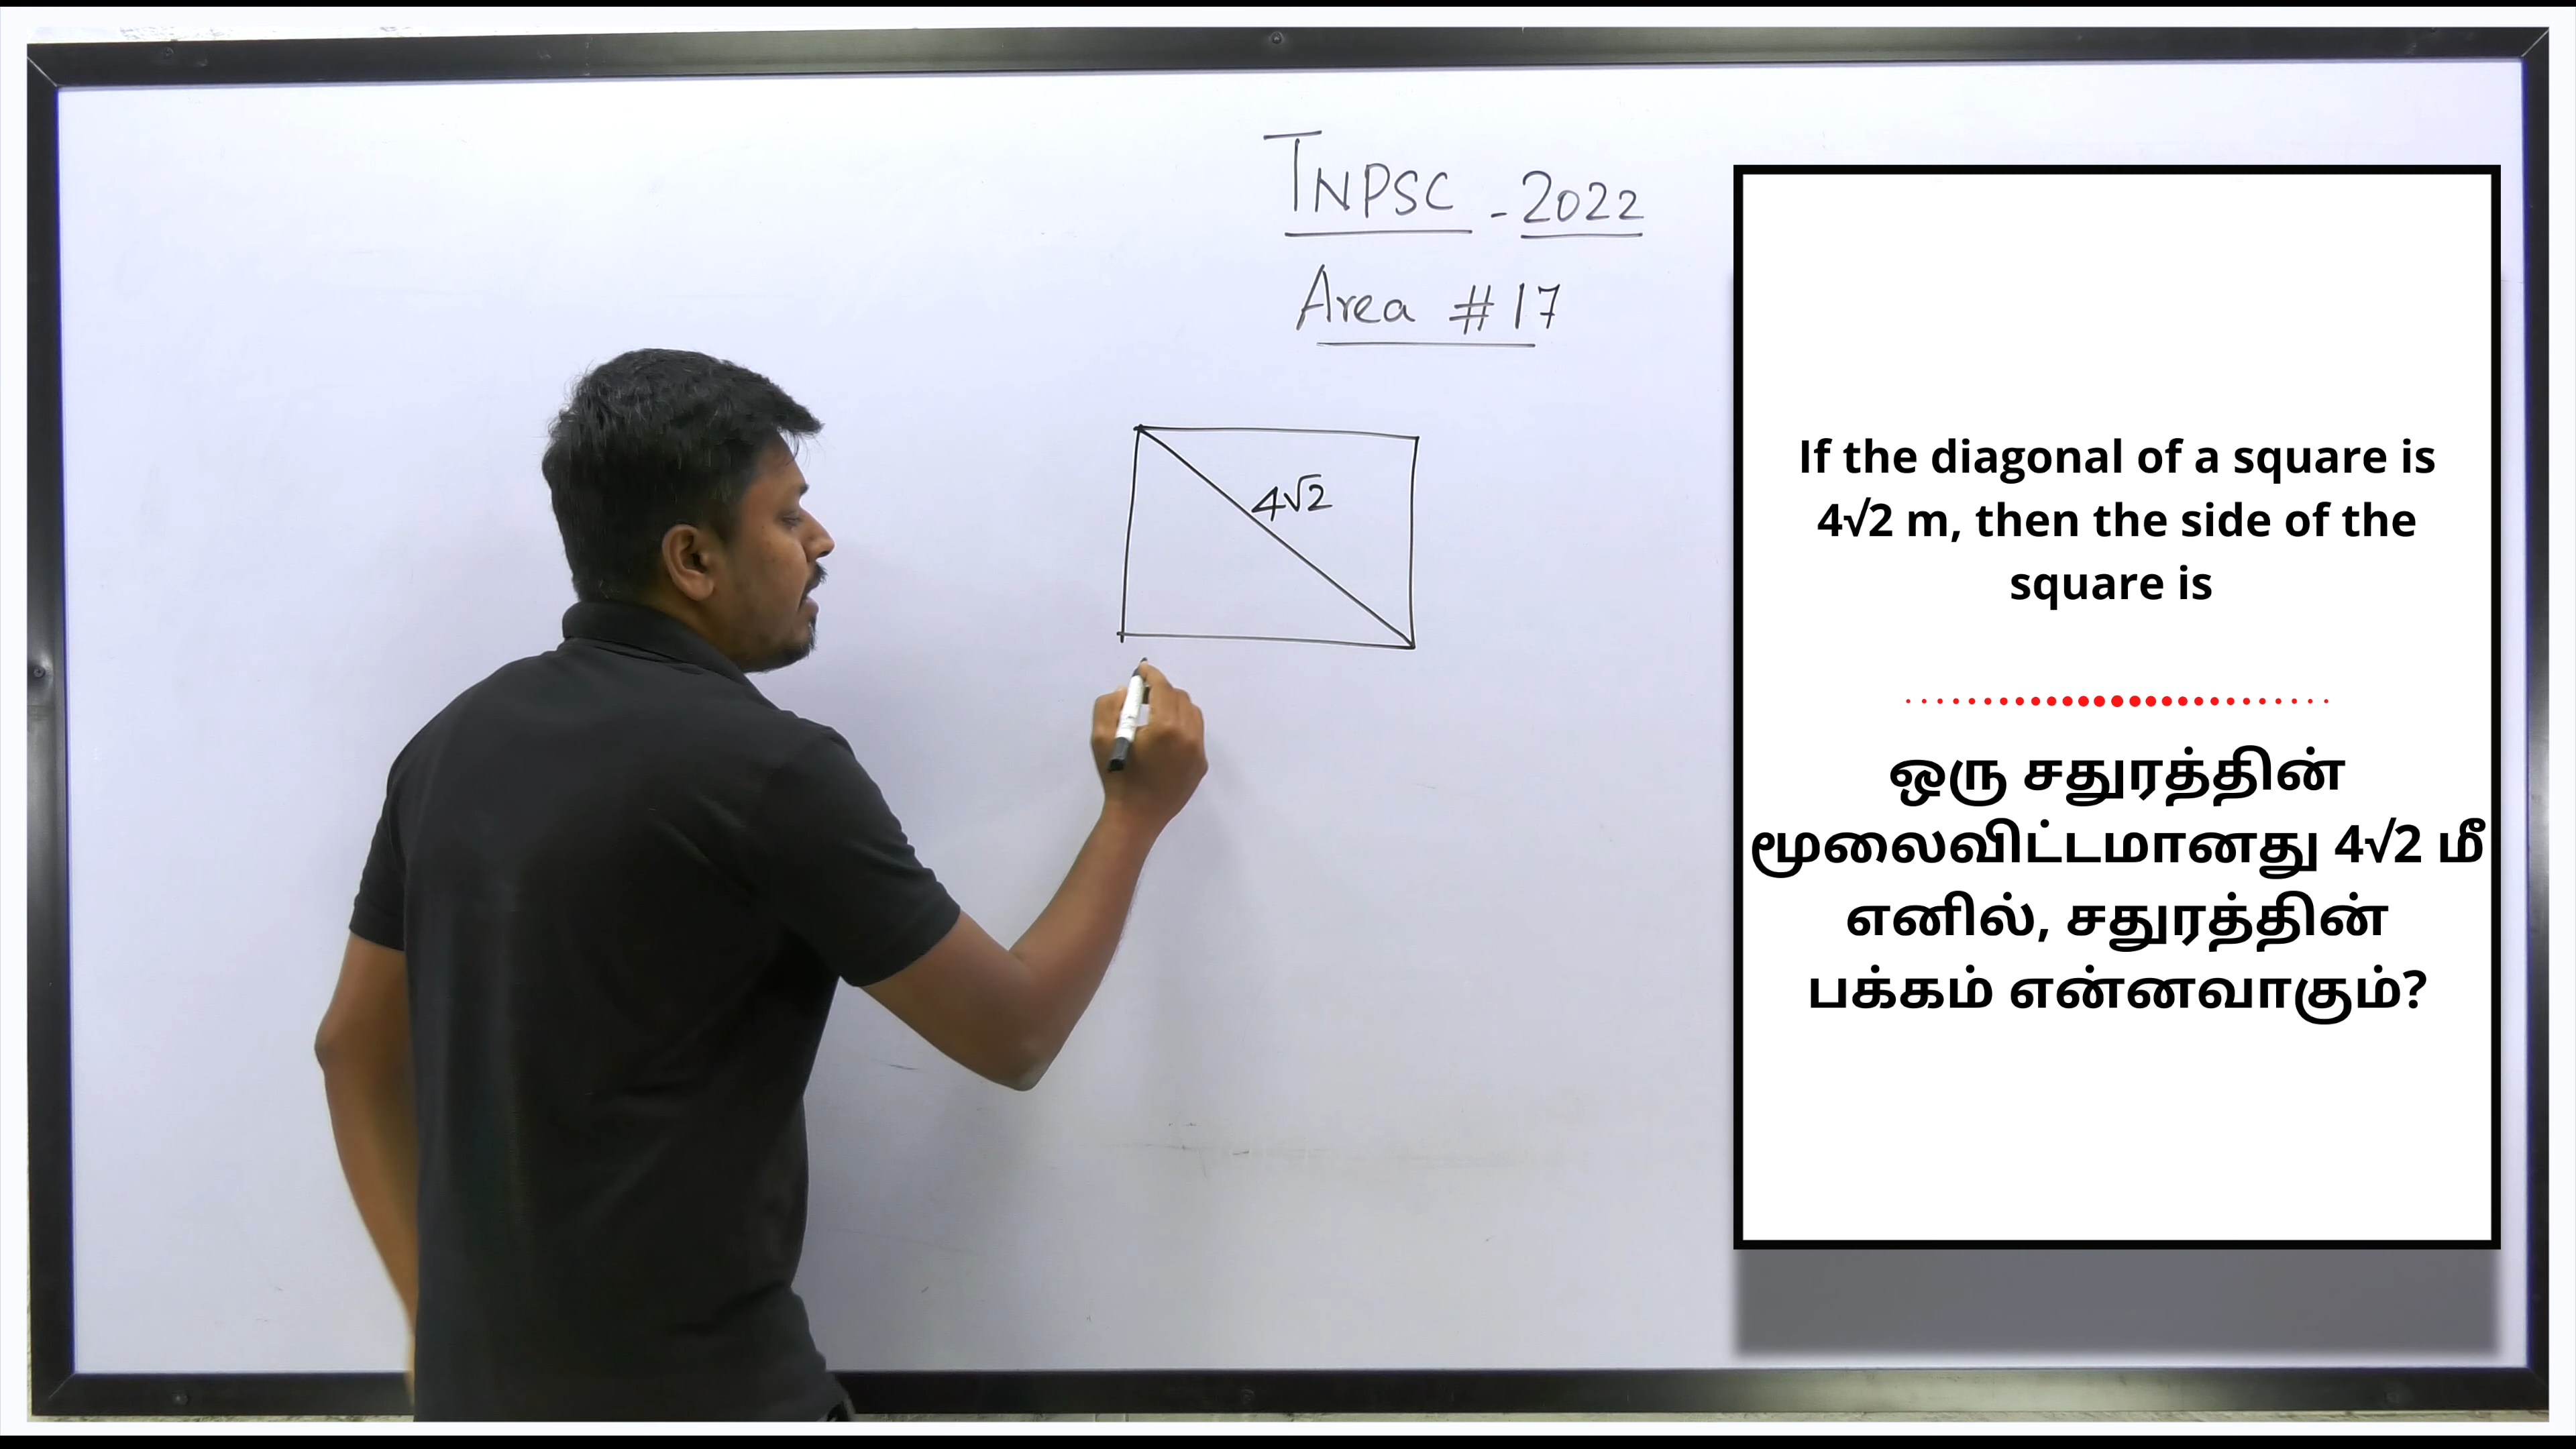 TNPSC - 2022
Area #17
4√2
If the diagonal of a square is
4√2 m, then the side of the
square is
ஒரு சதுரத்தின்
மூலைவிட்டமானது 4√2 மீ
எனில், சதுரத்தின்
பக்கம் என்னவாகும்?